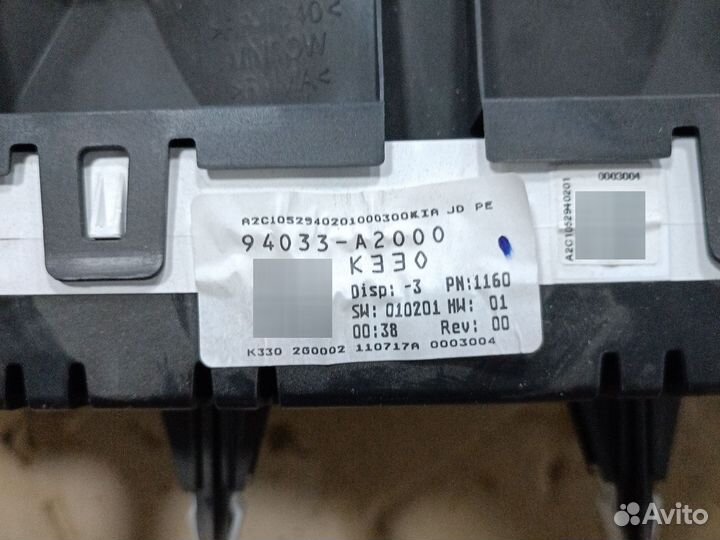 A2C1052940201000300KIA JD PE
94033-A2000
K330
Disp: -3 PN:1160
SW: 010201 HW: 01
00:38 Rev: 00
K330 2G0002 110717A 0003004
0003004
A2C1052940201
Avito